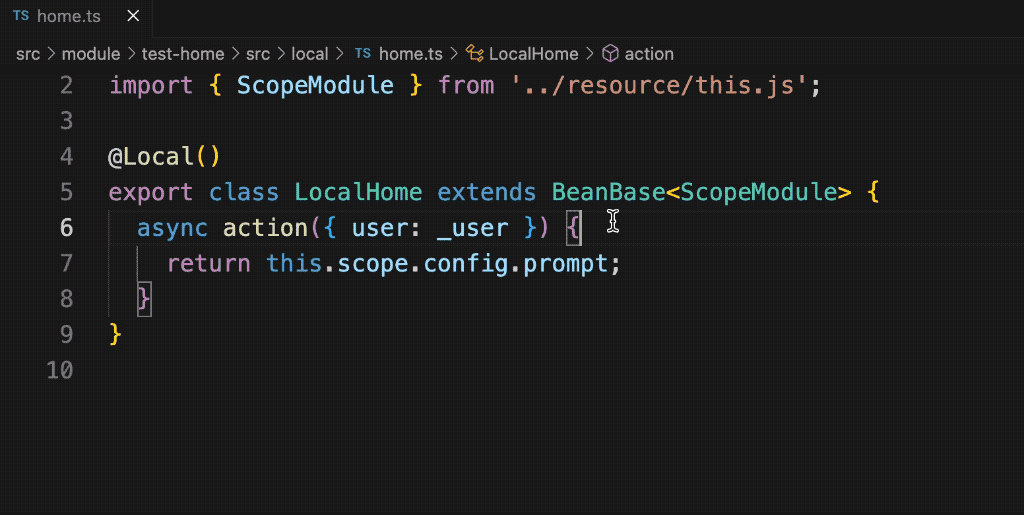 TS home.ts ×
src > module > test-home > src > local > TS home.ts > LocalHome > action
2 import { ScopeModule } from '../resource/this.js';
3
4 @Local()
5 export class LocalHome extends BeanBase<ScopeModule> {
6 async action({ user: _user }) {
7 return this.scope.config.prompt;
8 }
9 }
10